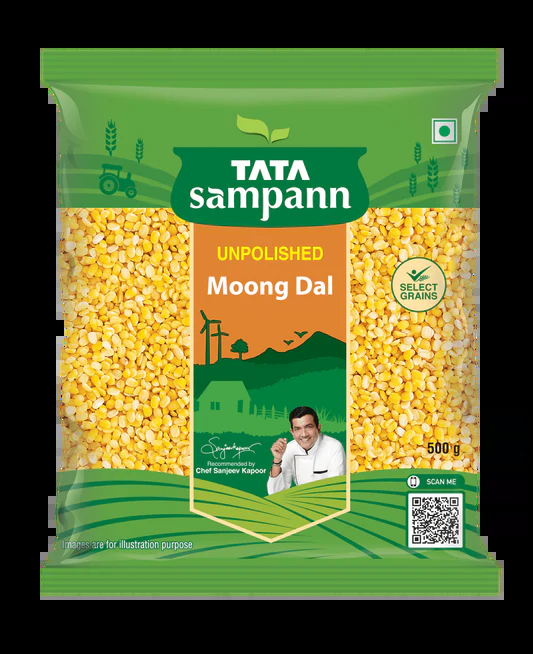 TATA
sampann
UNPOLISHED
Moong Dal
SELECT
GRAINS
500 g
Recommended by
Chef Sanjeev Kapoor
SCAN ME
Images are for illustration purpose